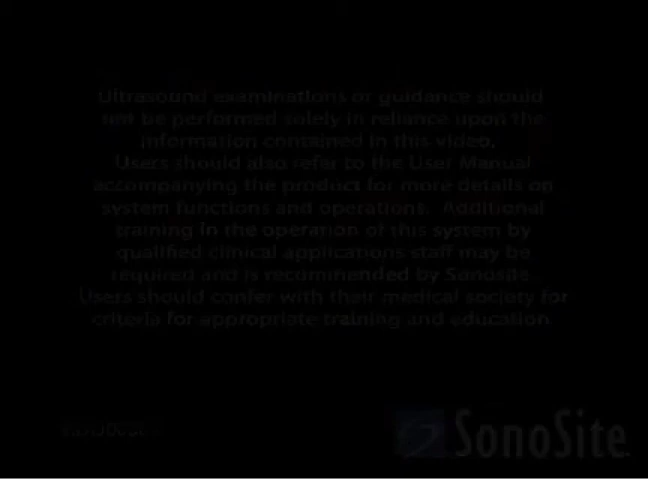 Ultrasound examinations or guidance should
not be performed solely in reliance upon the
information contained in this video.
Users should also refer to the User Manual
accompanying the product for more details on
system functions and operations. Additional
training in the operation of this system by
qualified clinical applications staff may be
required and is recommended by Sonosite.
Users should confer with their medical society for
criteria for appropriate training and education
SonoSite